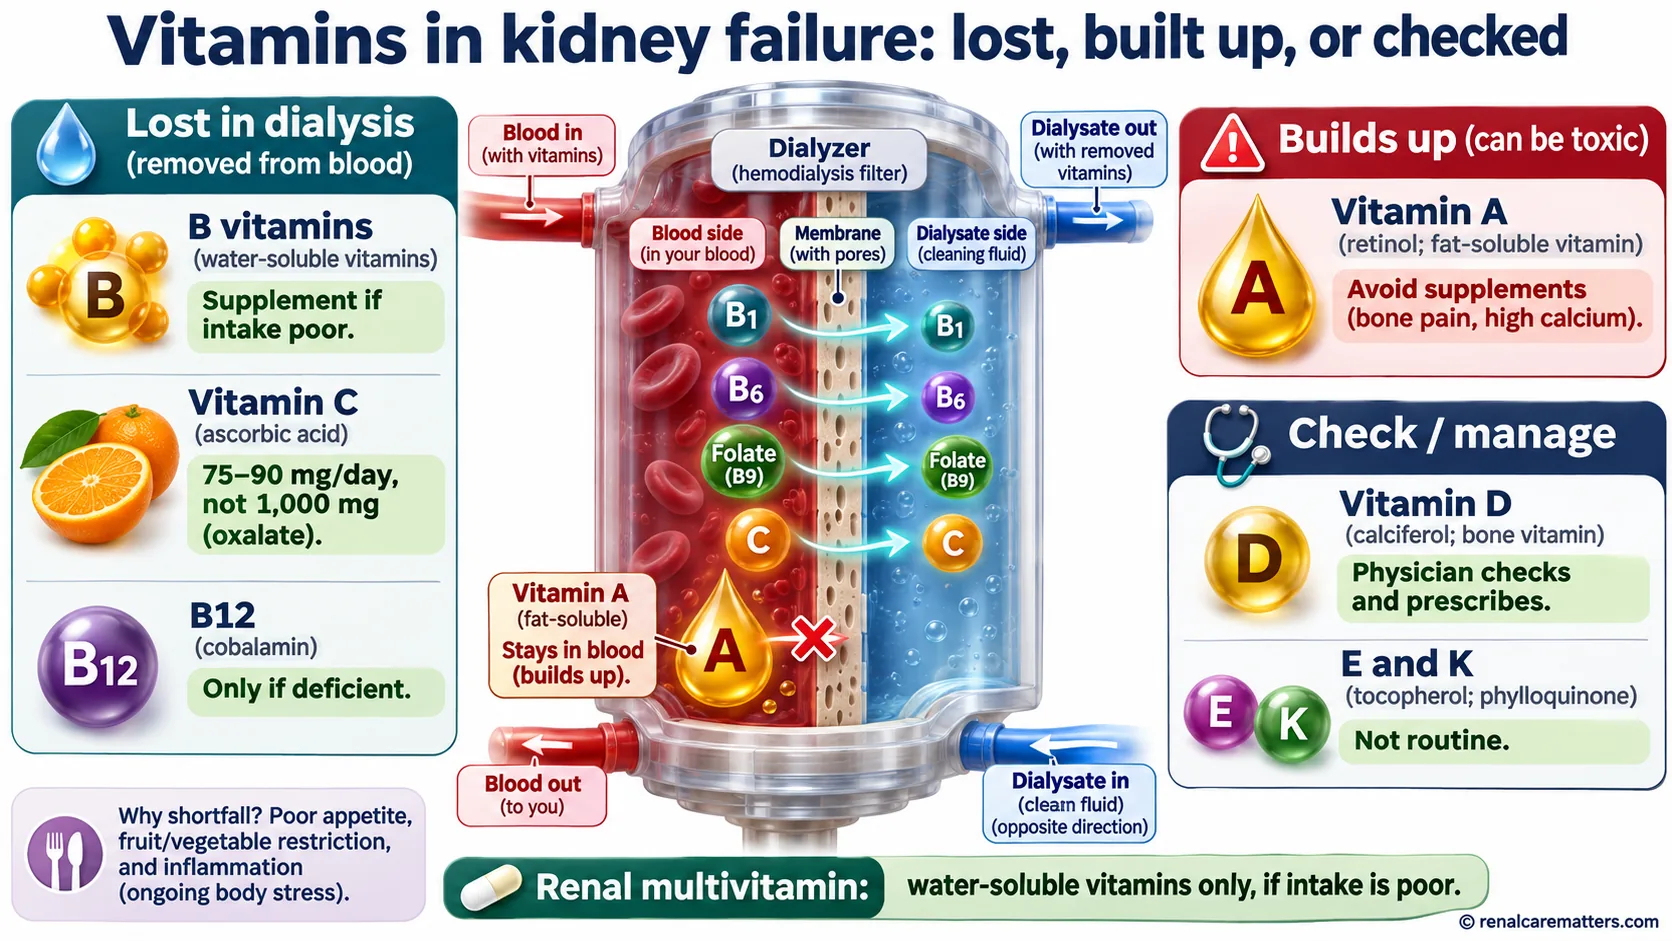 Vitamins in kidney failure: lost, built up, or checked
Lost in dialysis
(removed from blood)
B
B vitamins
(water-soluble vitamins)
Supplement if
intake poor.
Vitamin C
(ascorbic acid)
75–90 mg/day,
not 1,000 mg
(oxalate).
B12
B12
(cobalamin)
Only if deficient.
Why shortfall? Poor appetite,
fruit/vegetable restriction,
and inflammation
(ongoing body stress).
Blood in
(with vitamins)
Dialyzer
(hemodialysis filter)
Dialysate out
(with removed
vitamins)
Blood side
(in your blood)
Membrane
(with pores)
Dialysate side
(cleaning fluid)
B1
B1
B6
B6
Folate
(B9)
Folate
(B9)
C
C
Vitamin A
(fat-soluble)
Stays in blood
(builds up).
A
Blood out
(to you)
Dialysate in
(clean fluid)
(opposite direction)
Builds up (can be toxic)
A
Vitamin A
(retinol; fat-soluble vitamin)
Avoid supplements
(bone pain, high calcium).
Check / manage
D
Vitamin D
(calciferol; bone vitamin)
Physician checks
and prescribes.
E K
E and K
(tocopherol; phylloquinone)
Not routine.
Renal multivitamin: water-soluble vitamins only, if intake is poor.
© renalcarematters.com